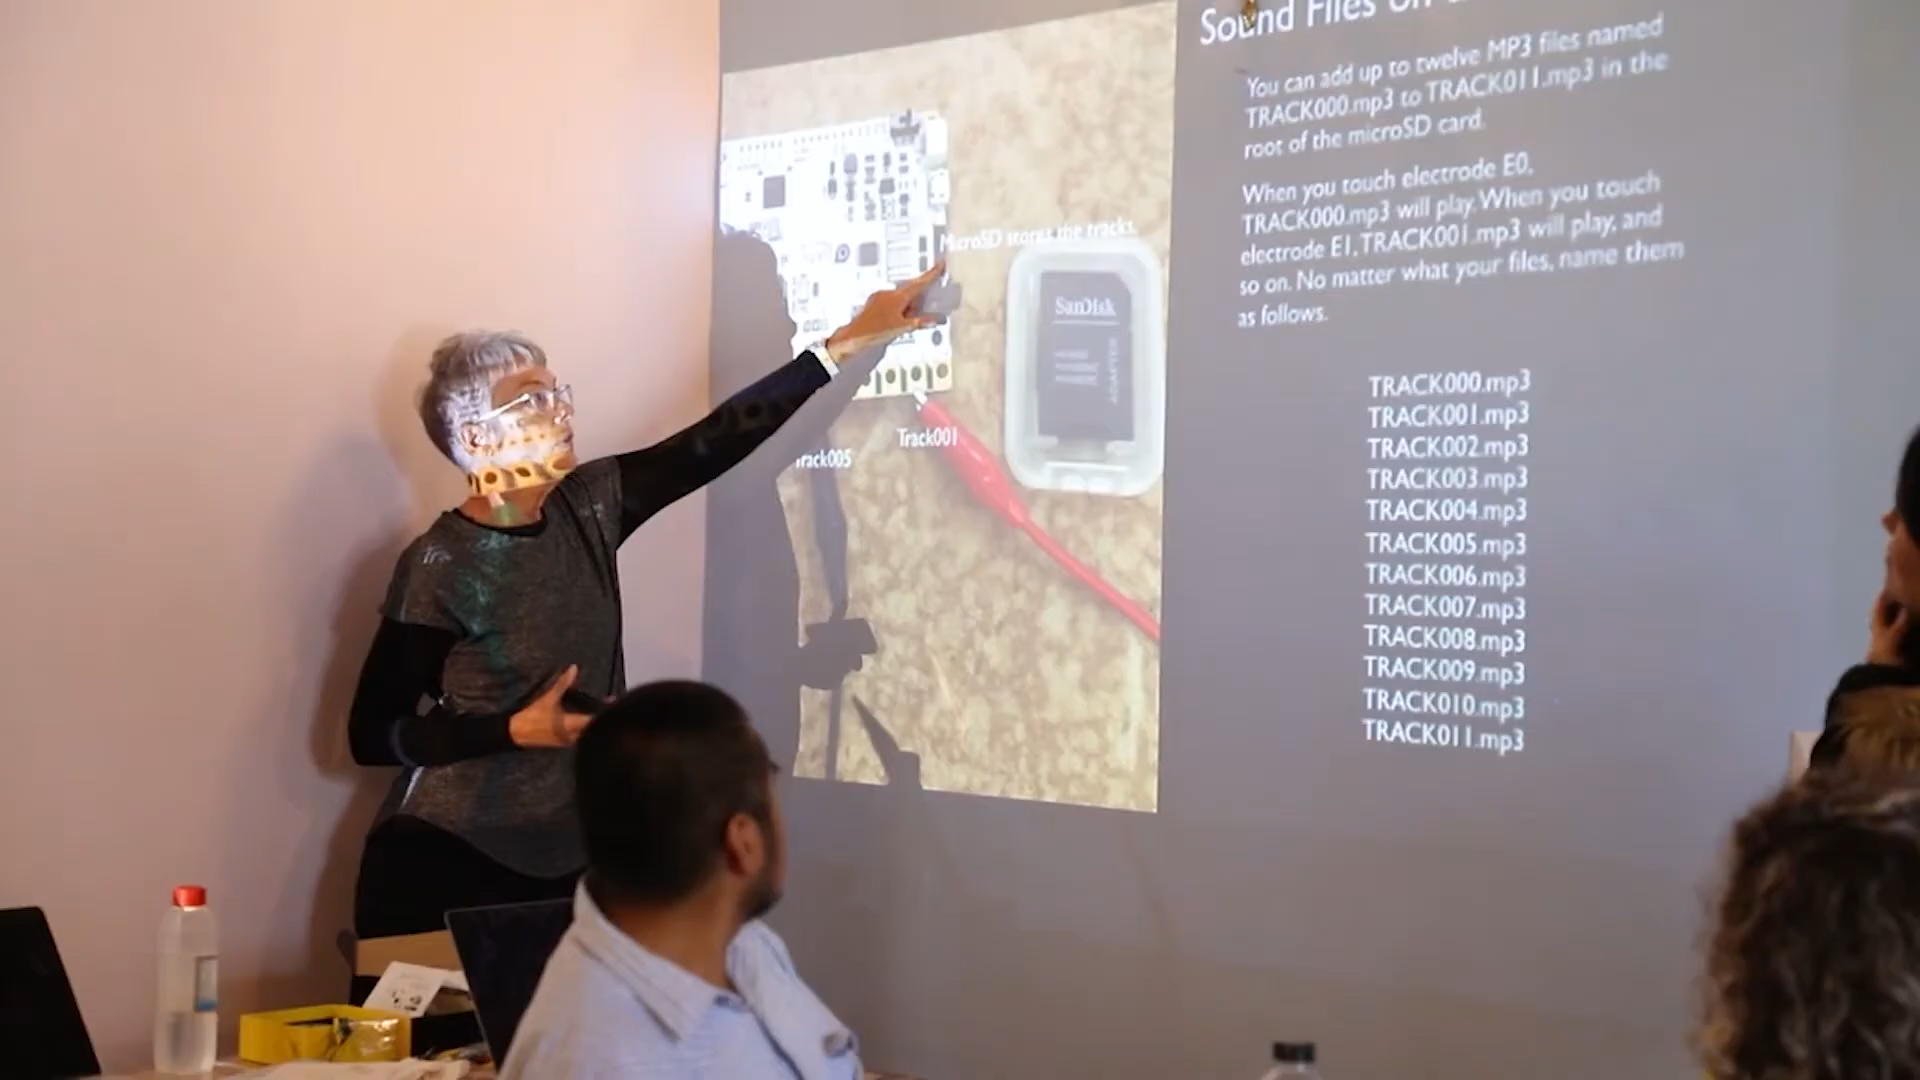 Sound Files on
You can add up to twelve MP3 files named
TRACK000.mp3 to TRACK011.mp3 in the
root of the microSD card.
When you touch electrode E0,
TRACK000.mp3 will play. When you touch
electrode E1, TRACK001.mp3 will play, and
so on. No matter what your files, name them
as follows.
TRACK000.mp3
TRACK001.mp3
TRACK002.mp3
TRACK003.mp3
TRACK004.mp3
TRACK005.mp3
TRACK006.mp3
TRACK007.mp3
TRACK008.mp3
TRACK009.mp3
TRACK010.mp3
TRACK011.mp3
MicroSD stores the tracks.
SanDisk
ADAPTER
Track001
Track005